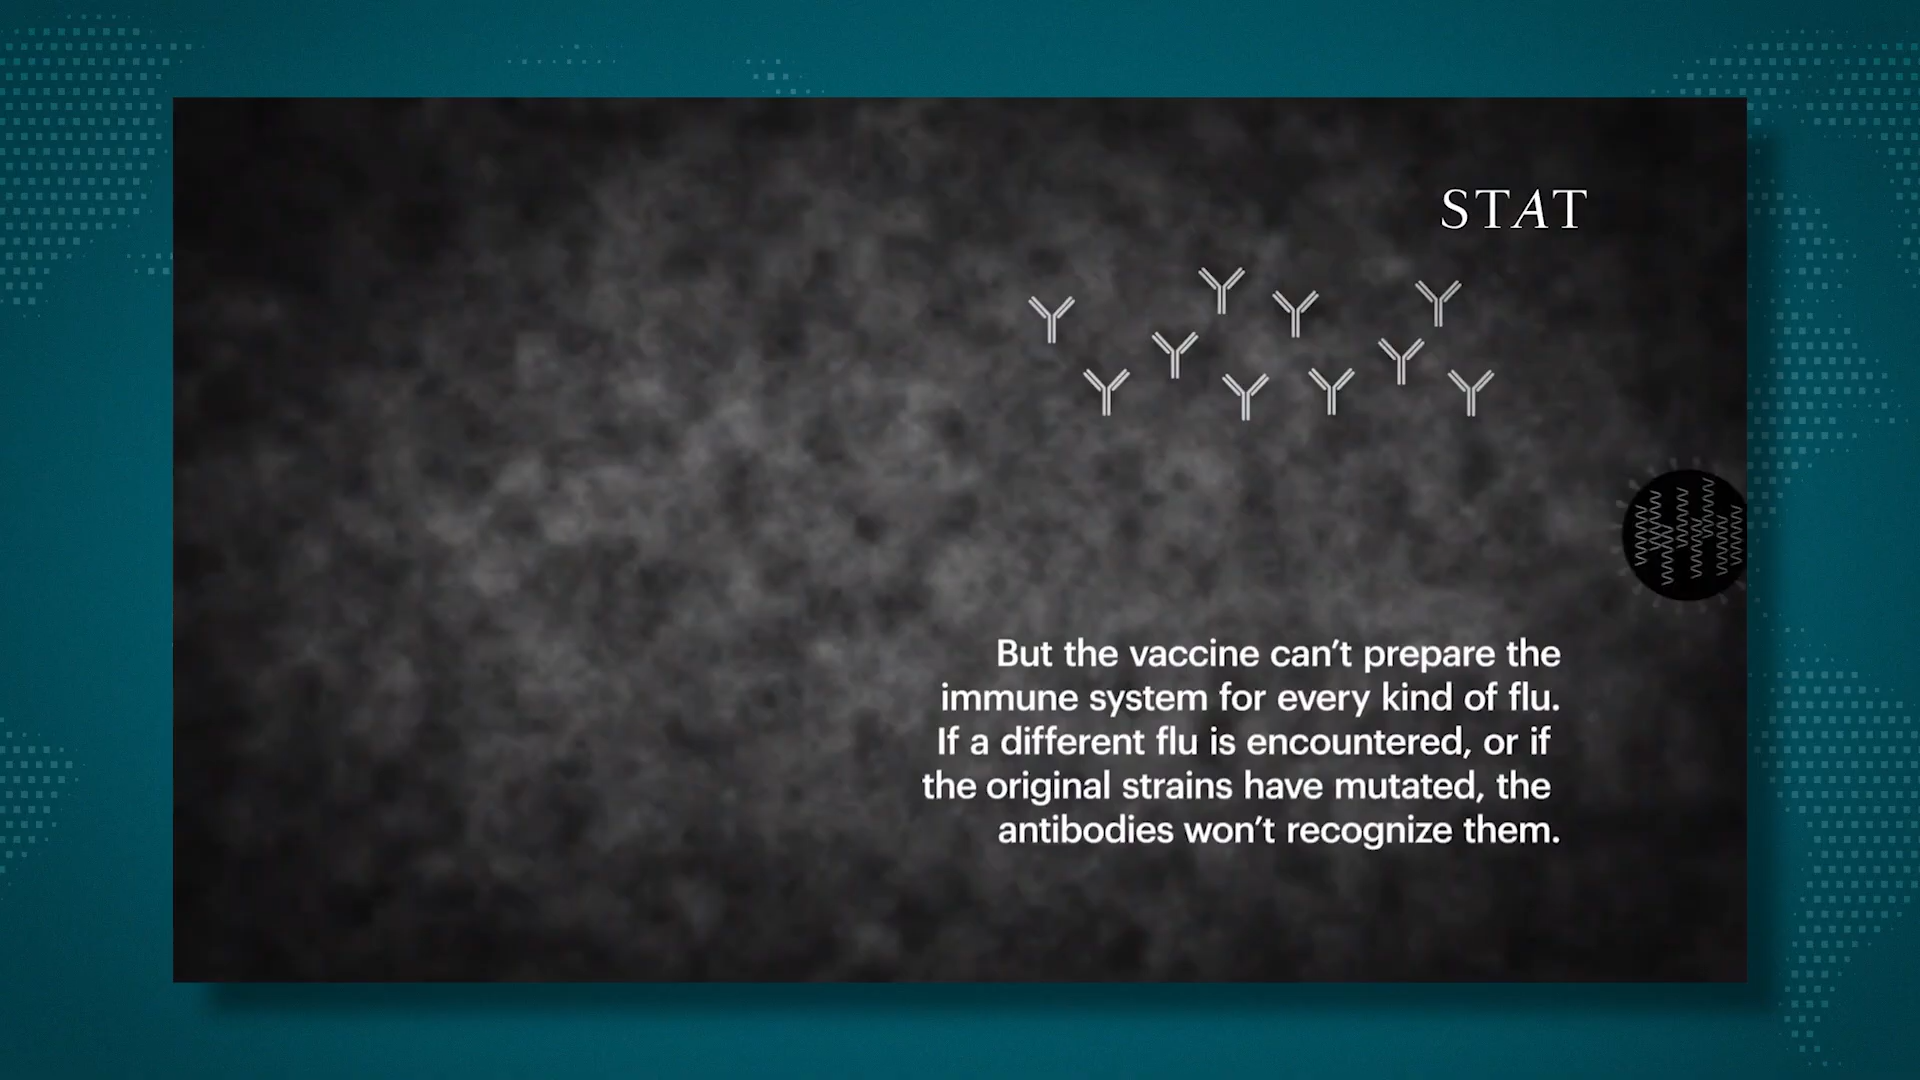 STAT
But the vaccine can’t prepare the
immune system for every kind of flu.
If a different flu is encountered, or if
the original strains have mutated, the
antibodies won’t recognize them.